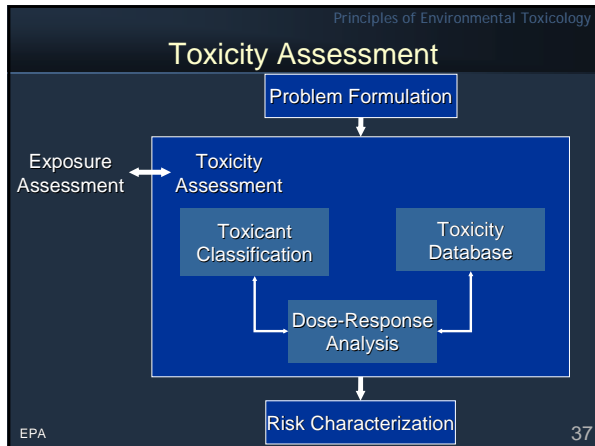 Principles of Environmental Toxicology
Toxicity Assessment
Problem Formulation
Exposure
Assessment
Toxicity
Assessment
Toxicant
Classification
Toxicity
Database
Dose-Response
Analysis
Risk Characterization
EPA
37